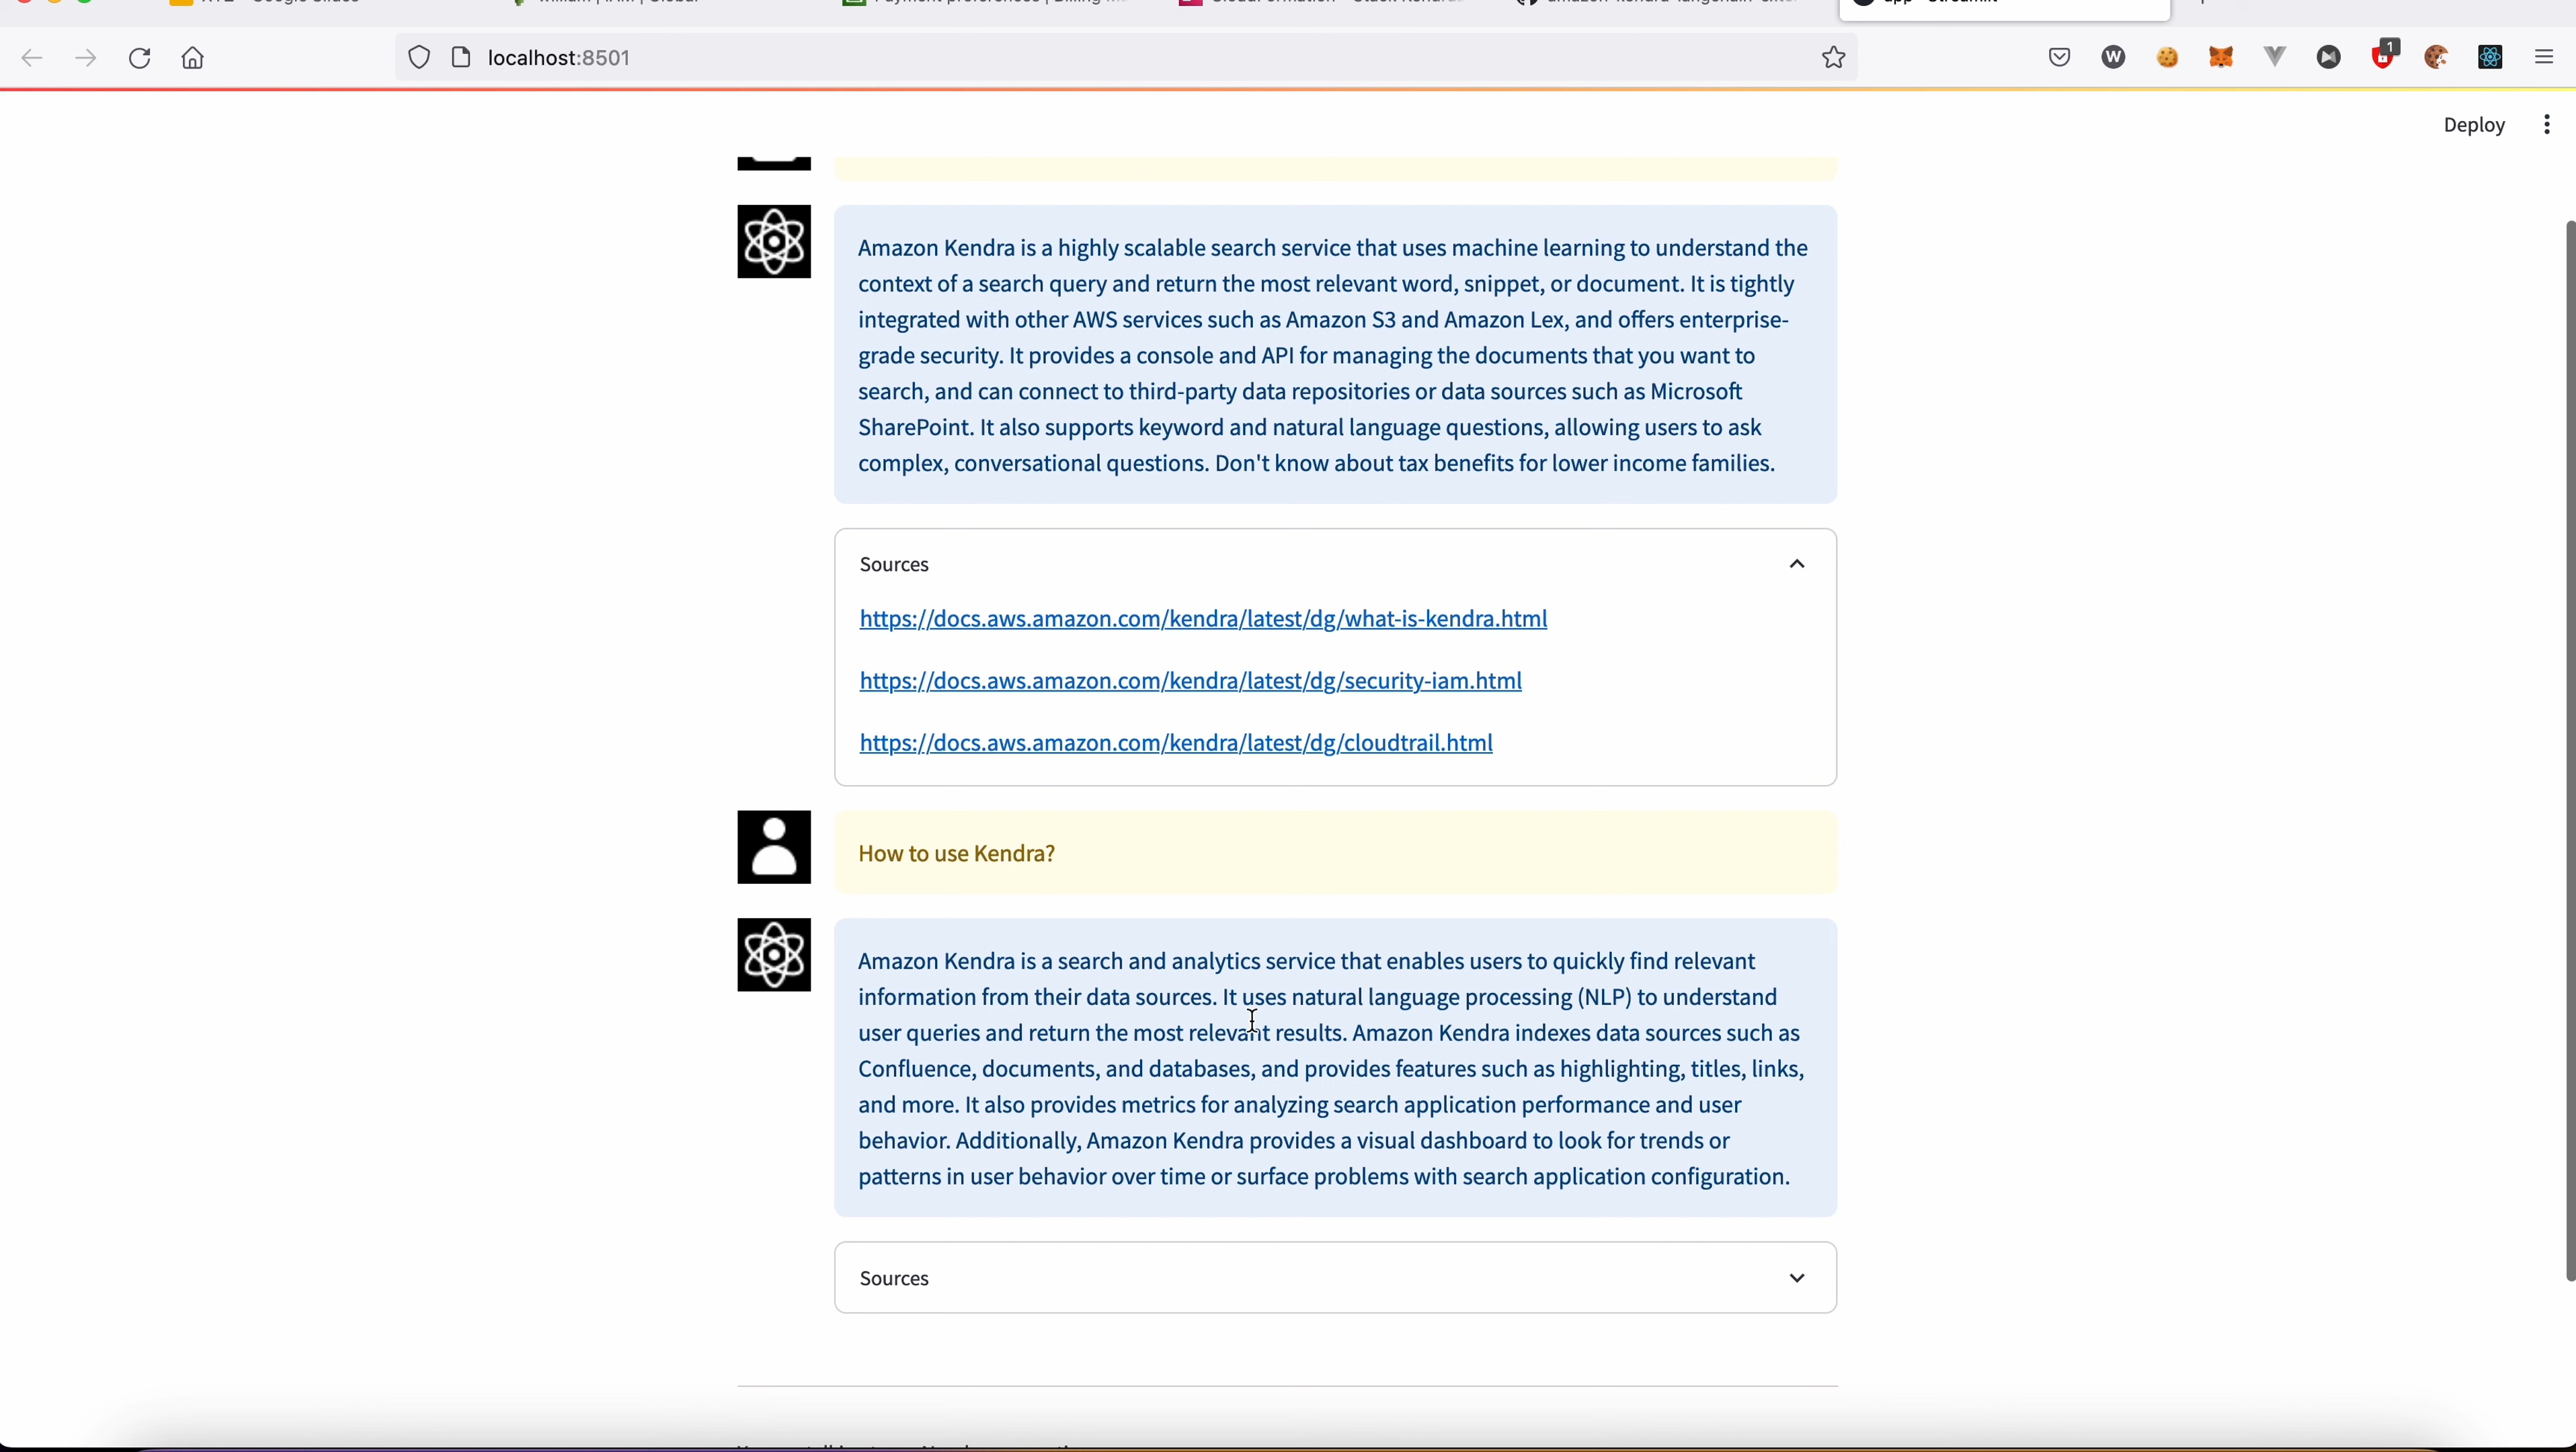 localhost:8501
1
Deploy
Amazon Kendra is a highly scalable search service that uses machine learning to understand the
context of a search query and return the most relevant word, snippet, or document. It is tightly
integrated with other AWS services such as Amazon S3 and Amazon Lex, and offers enterprise-
grade security. It provides a console and API for managing the documents that you want to
search, and can connect to third-party data repositories or data sources such as Microsoft
SharePoint. It also supports keyword and natural language questions, allowing users to ask
complex, conversational questions. Don't know about tax benefits for lower income families.
Sources
https://docs.aws.amazon.com/kendra/latest/dg/what-is-kendra.html
https://docs.aws.amazon.com/kendra/latest/dg/security-iam.html
https://docs.aws.amazon.com/kendra/latest/dg/cloudtrail.html
How to use Kendra?
Amazon Kendra is a search and analytics service that enables users to quickly find relevant
information from their data sources. It uses natural language processing (NLP) to understand
user queries and return the most relevant results. Amazon Kendra indexes data sources such as
Confluence, documents, and databases, and provides features such as highlighting, titles, links,
and more. It also provides metrics for analyzing search application performance and user
behavior. Additionally, Amazon Kendra provides a visual dashboard to look for trends or
patterns in user behavior over time or surface problems with search application configuration.
Sources